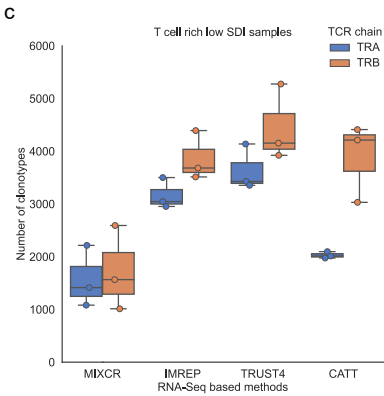 C
T cell rich low SDI samples
TCR chain
TRA
TRB
Number of clonotypes
6000
5000
4000
3000
2000
1000
0
MIXCR IMREP TRUST4 CATT
RNA-Seq based methods